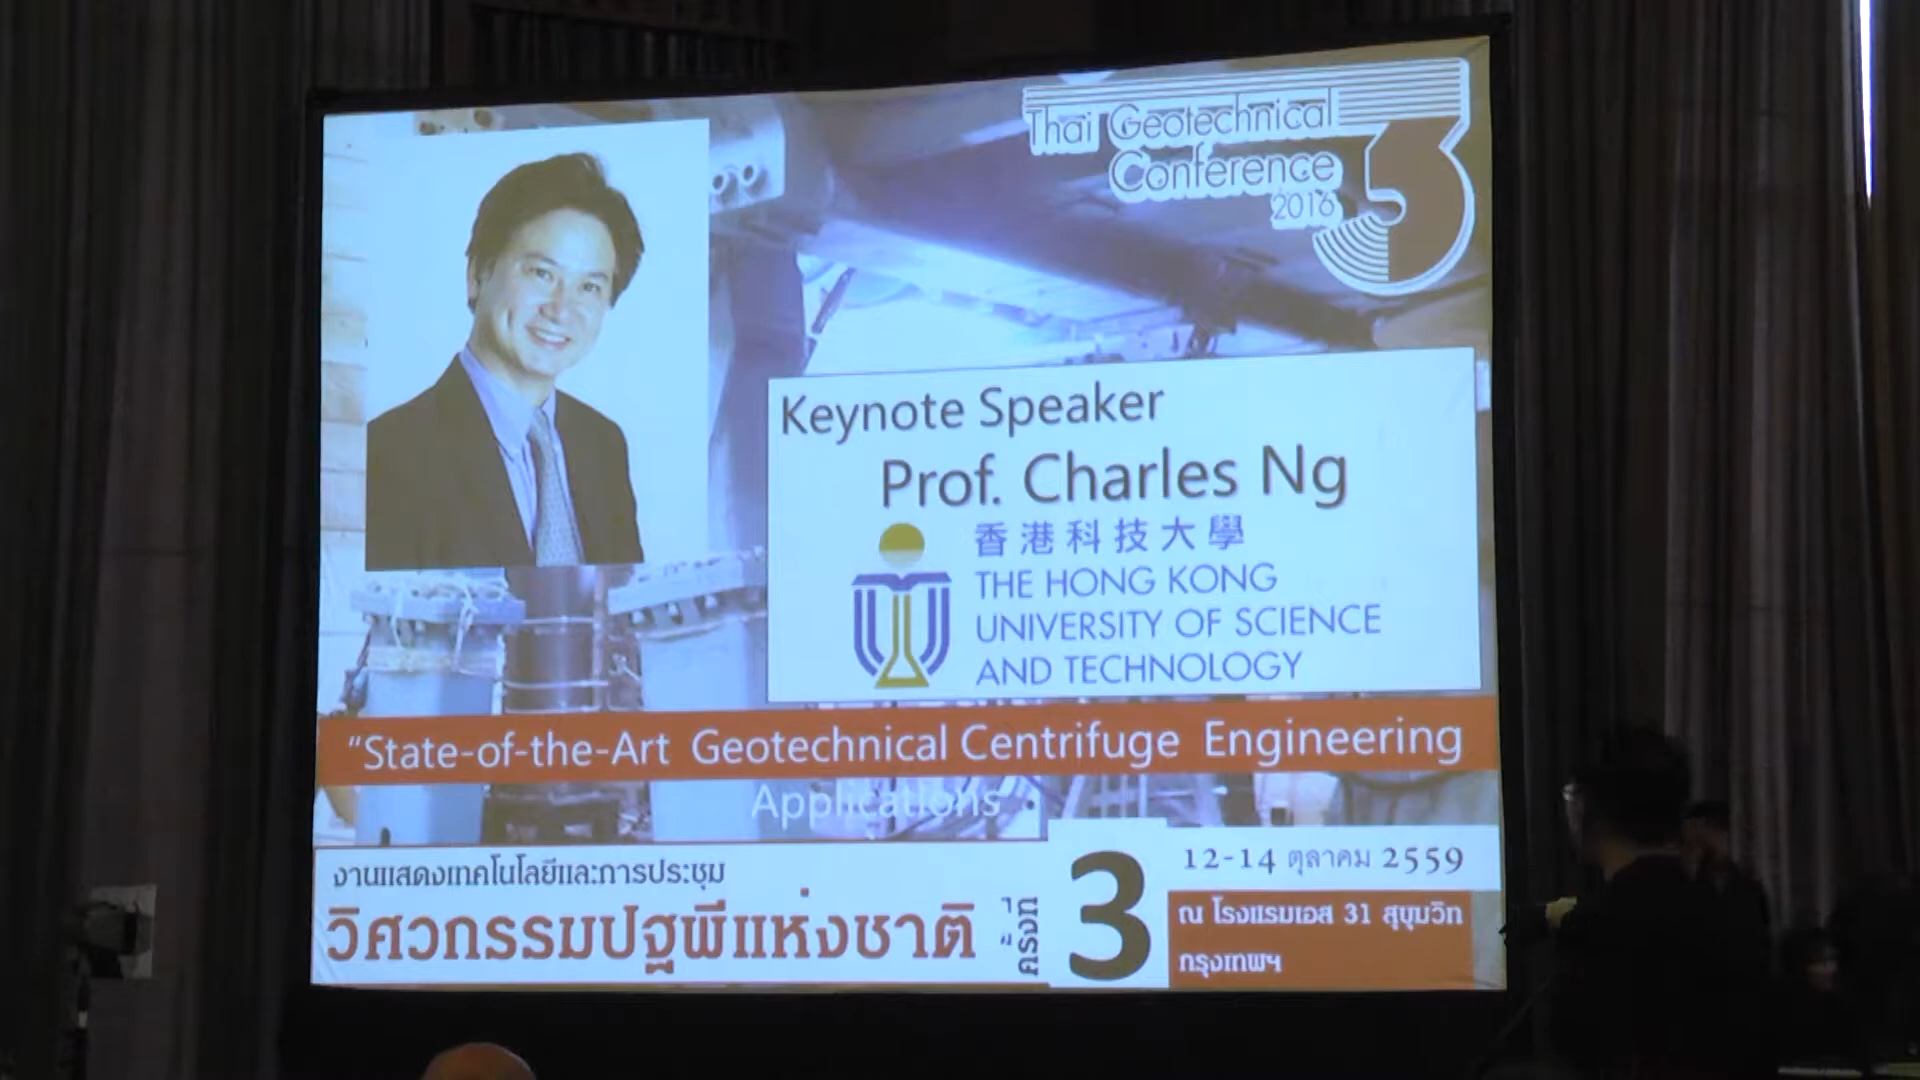 Thai Geotechnical
Conference
2016
3
Keynote Speaker
Prof. Charles Ng
香港科技大學
THE HONG KONG
UNIVERSITY OF SCIENCE
AND TECHNOLOGY
“State-of-the-Art Geotechnical Centrifuge Engineering
Applications”
งานแสดงเทคโนโลยีและการประชุม
วิศวกรรมปฐพีแห่งชาติ
ครั้งที่
3
12-14 ตุลาคม 2559
ณ โรงแรมเอส 31 สุขุมวิท
กรุงเทพฯ